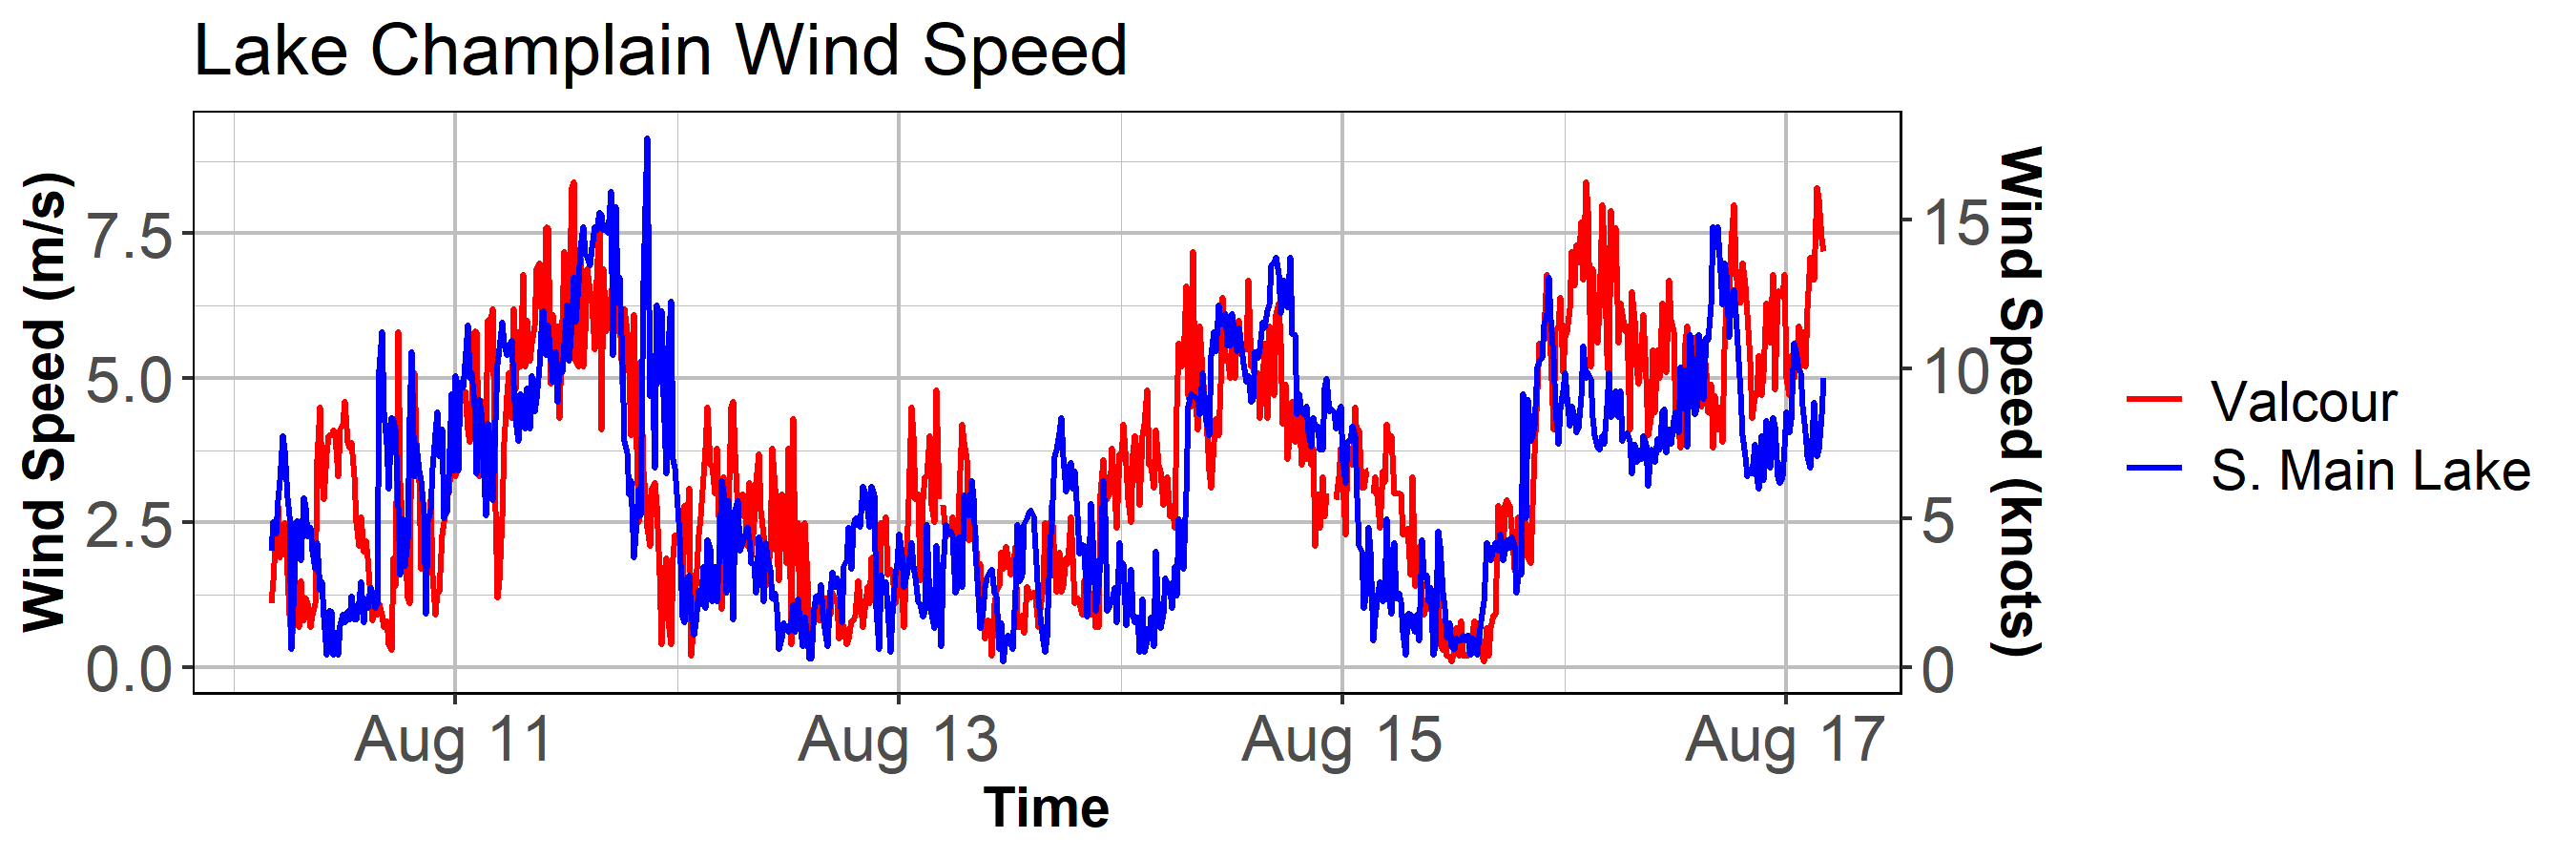 Lake Champlain Wind Speed
Wind Speed (m/s)
7.5
5.0
2.5
0.0
Wind Speed (knots)
15
10
5
0
Aug 11
Aug 13
Aug 15
Aug 17
Time
Valcour
S. Main Lake